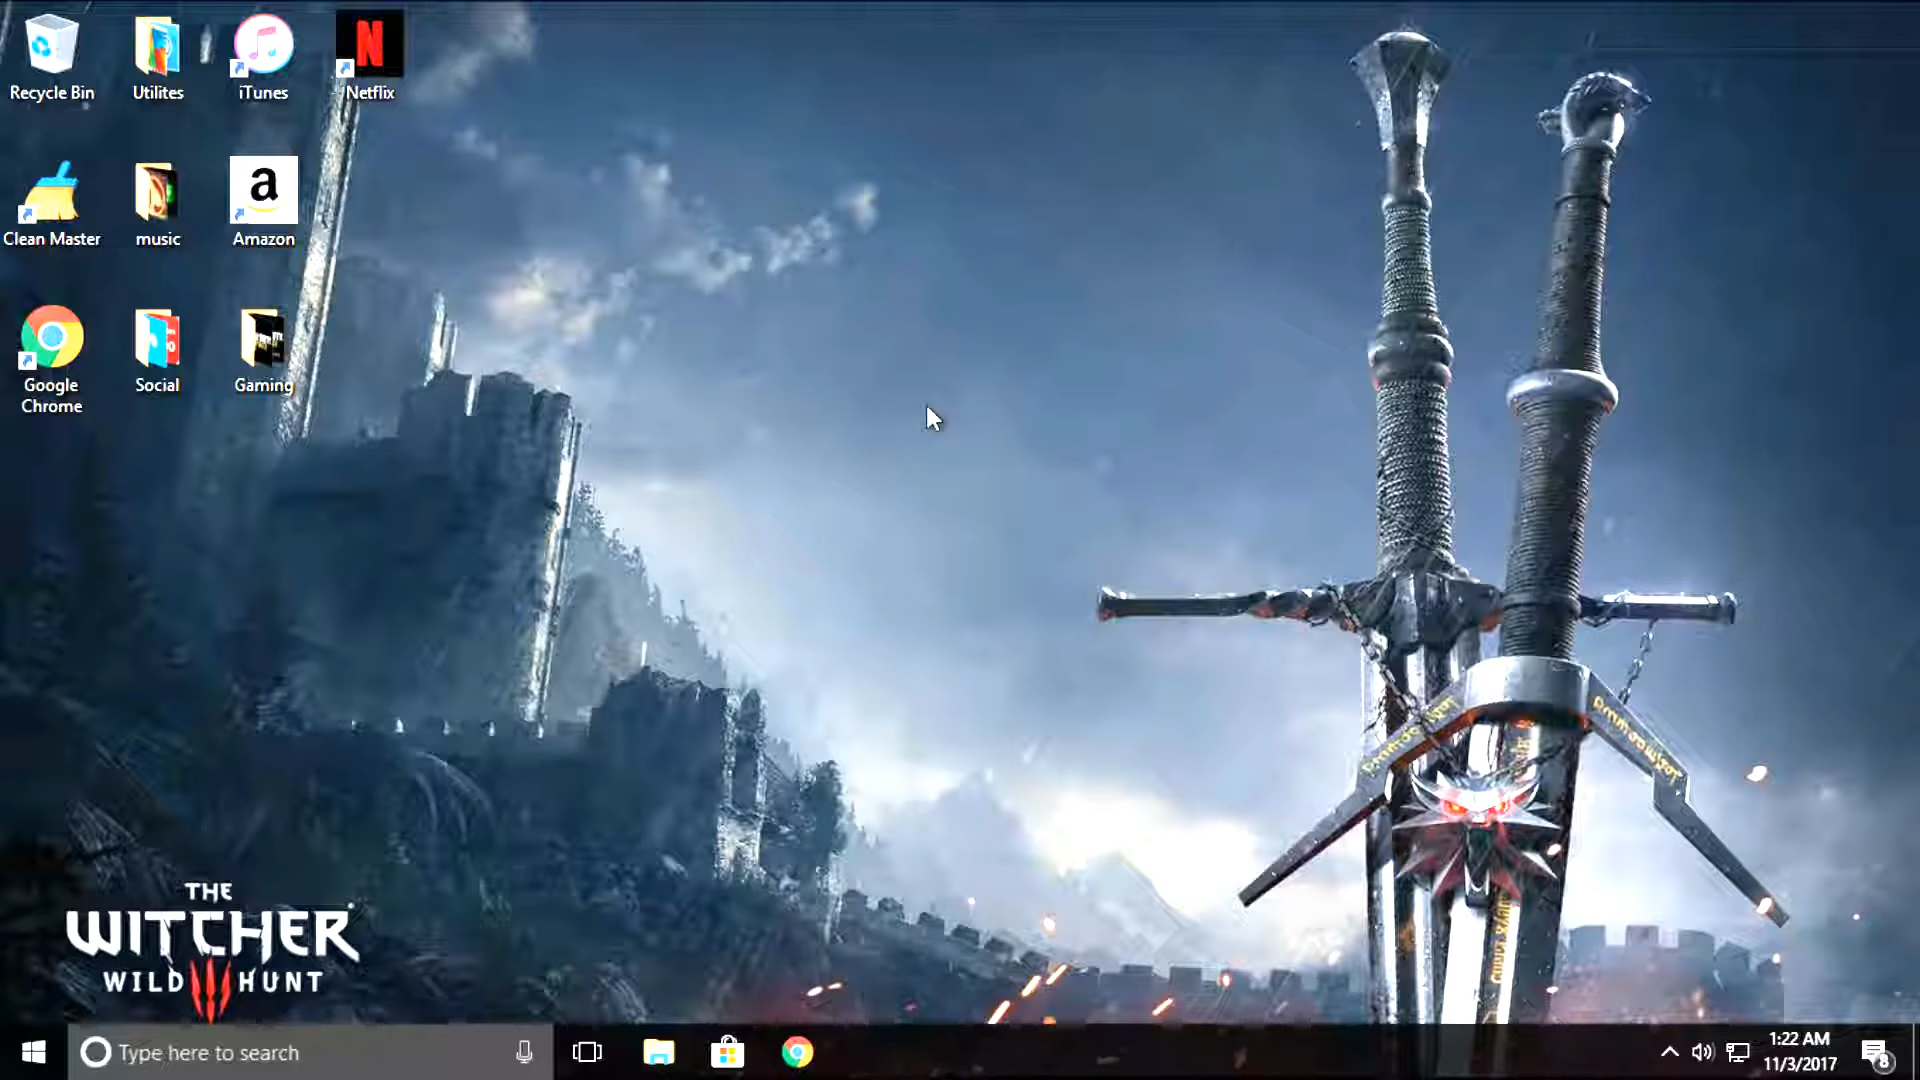 Recycle Bin
Utilites
iTunes
Netflix
Clean Master
music
Amazon
Google
Chrome
Social
Gaming
THE
WITCHER
WILD HUNT
Type here to search
1:22 AM
11/3/2017
8